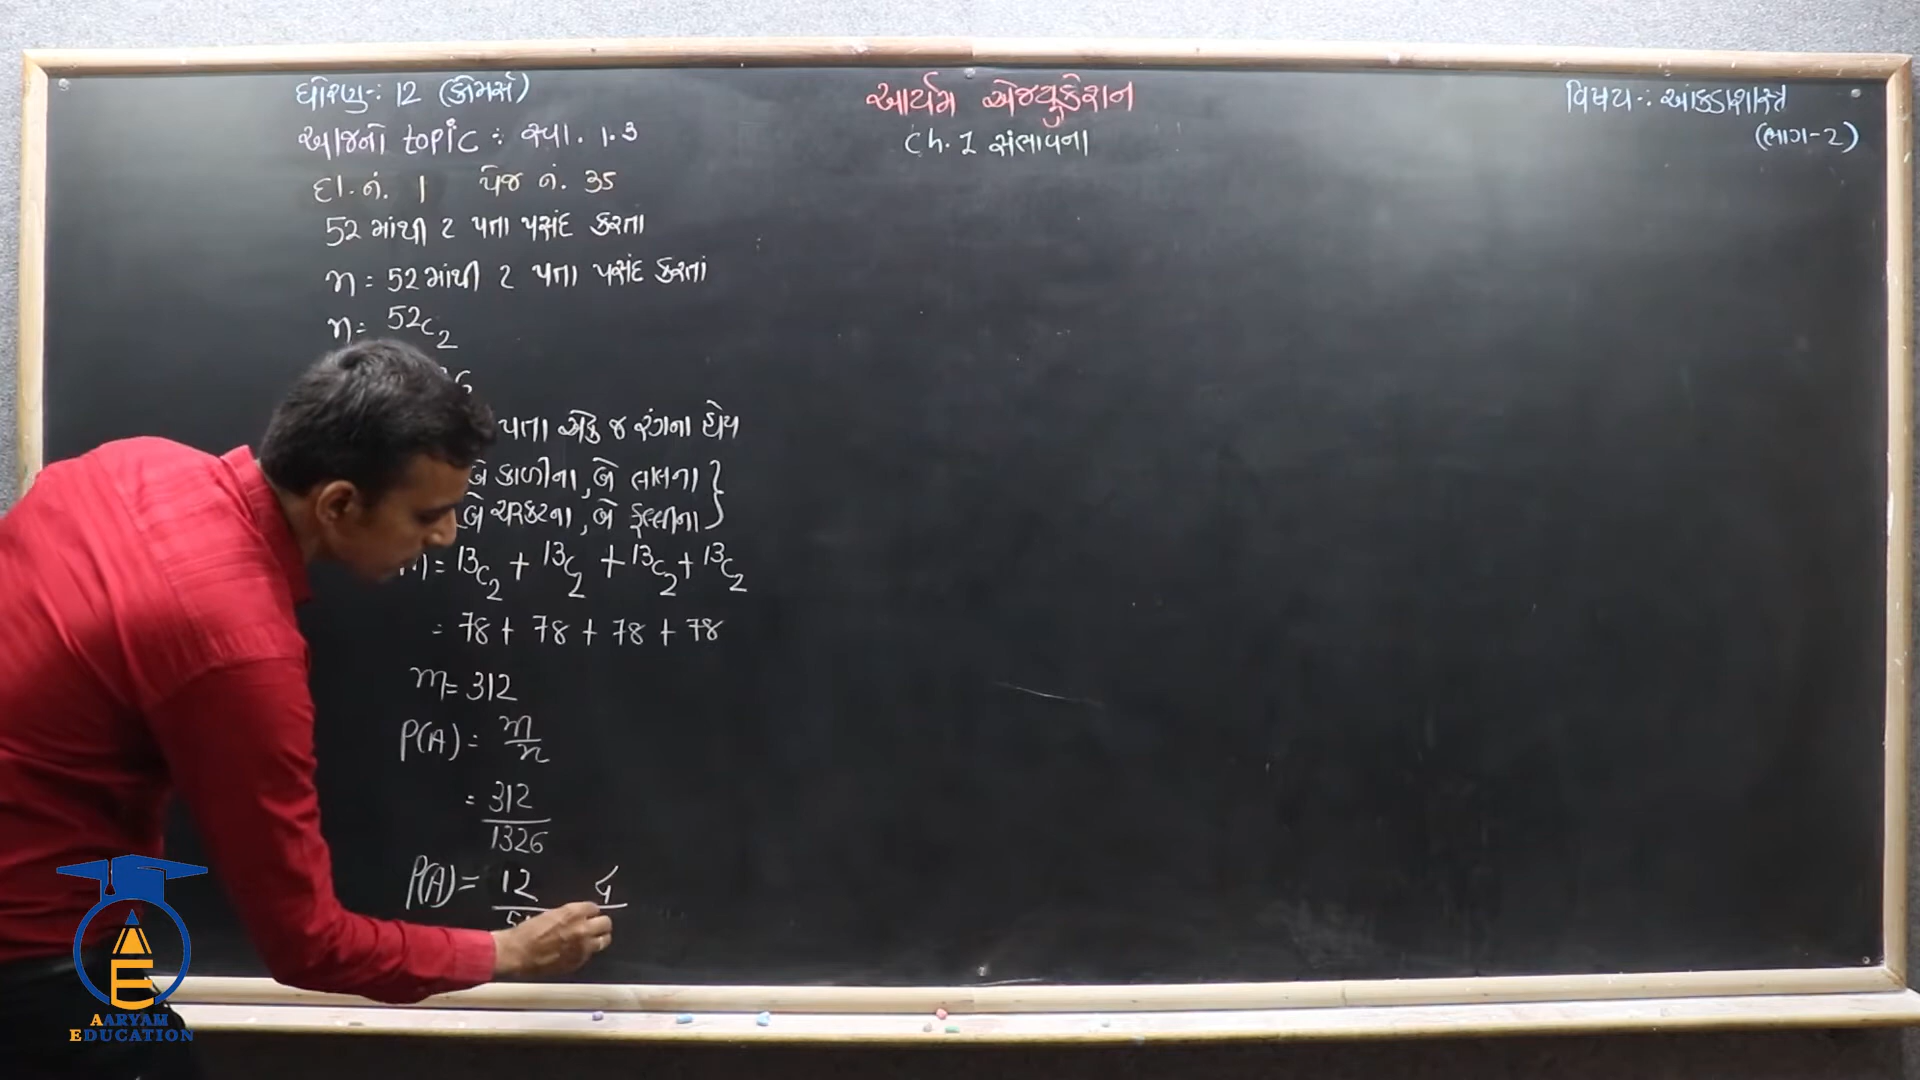 ધોરણ-: 12 (કોમર્સ)
આર્યમ એજ્યુકેશન
વિષય-: આંકડાશાસ્ત્ર
(ભાગ-2)
આજનો topic : સ્વા. 1.3
Ch. 1 સંભાવના
દા.નં. 1 પેજ નં. 35
52 માંથી 2 પતા પસંદ કરતા
n = 52 માંથી 2 પતા પસંદ કરતાં
n = 52C2
પતા એક જ રંગના હોય
બે કાળીના, બે લાલના }
બે ચરકટના, બે ફુલ્લીના }
m = 13C2 + 13C2 + 13C2 + 13C2
= 78 + 78 + 78 + 78
m = 312
P(A) = m/n
= 312/1326
P(A) = 12
4
AARYAM
EDUCATION